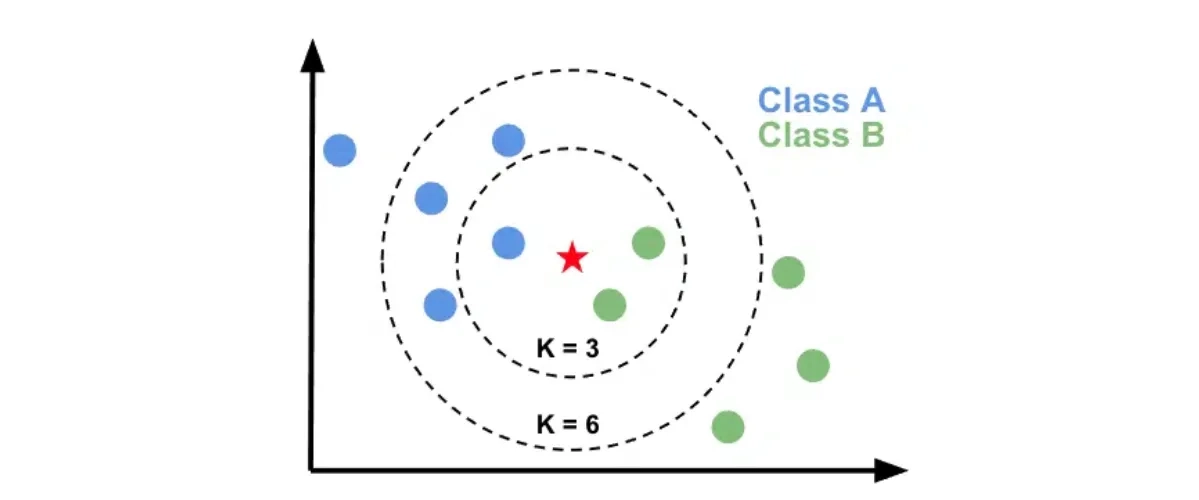 Class A
Class B
K = 3
K = 6